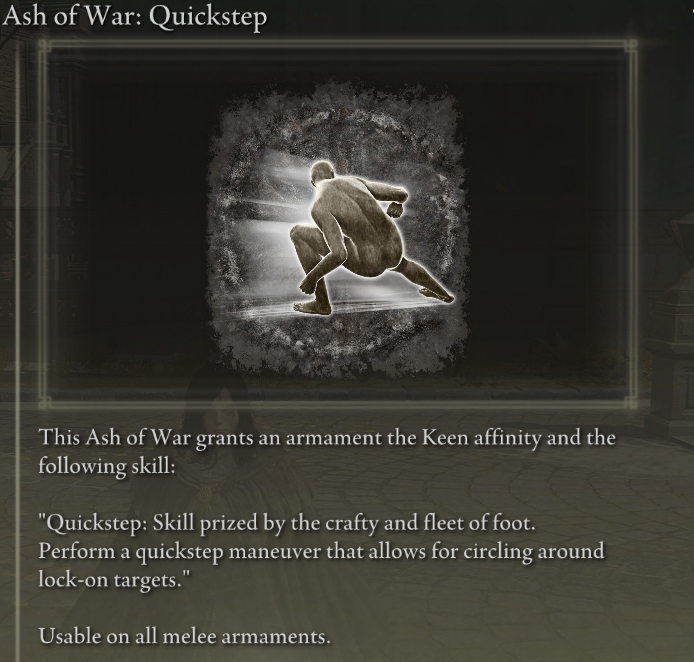 Ash of War: Quickstep
This Ash of War grants an armament the Keen affinity and the
following skill:
"Quickstep: Skill prized by the crafty and fleet of foot.
Perform a quickstep maneuver that allows for circling around
lock-on targets."
Usable on all melee armaments.